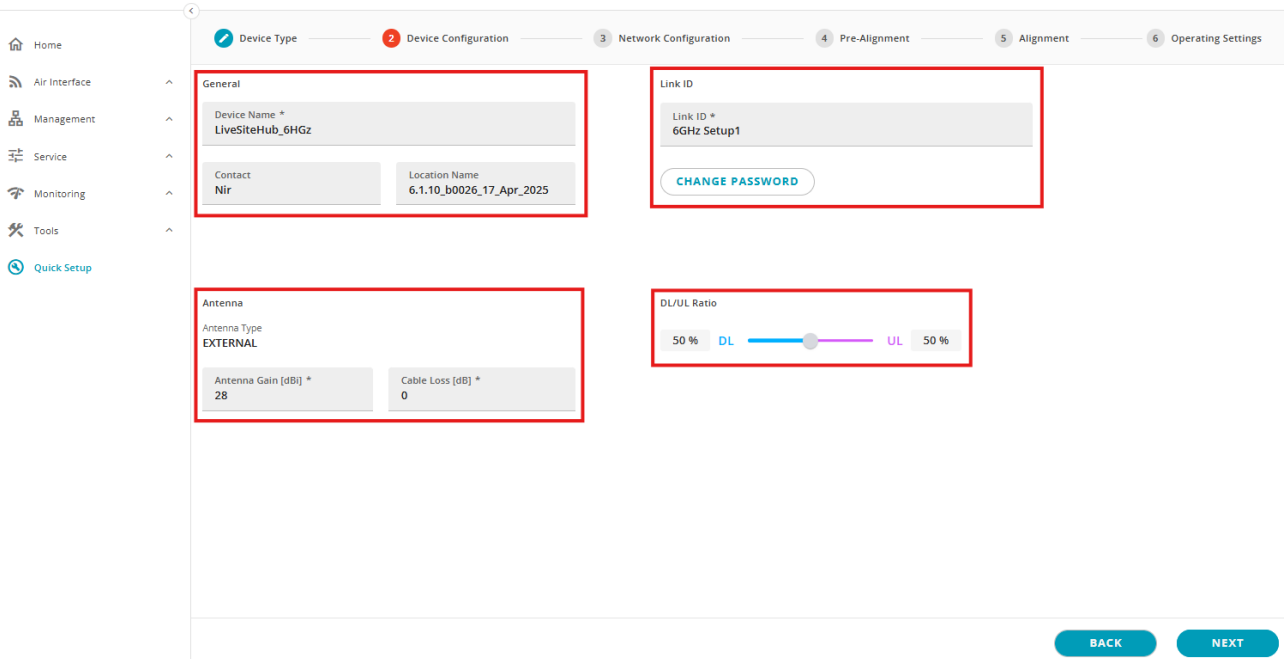 Home
Air Interface
Management
Service
Monitoring
Tools
Quick Setup
Device Type
2 Device Configuration
3 Network Configuration
4 Pre-Alignment
5 Alignment
6 Operating Settings
General
Device Name *
LiveSiteHub_6HGz
Contact
Nir
Location Name
6.1.10_b0026_17_Apr_2025
Link ID
Link ID *
6GHz Setup1
CHANGE PASSWORD
Antenna
Antenna Type
EXTERNAL
Antenna Gain [dBi] *
28
Cable Loss [dB] *
0
DL/UL Ratio
50 % DL UL 50 %
BACK NEXT